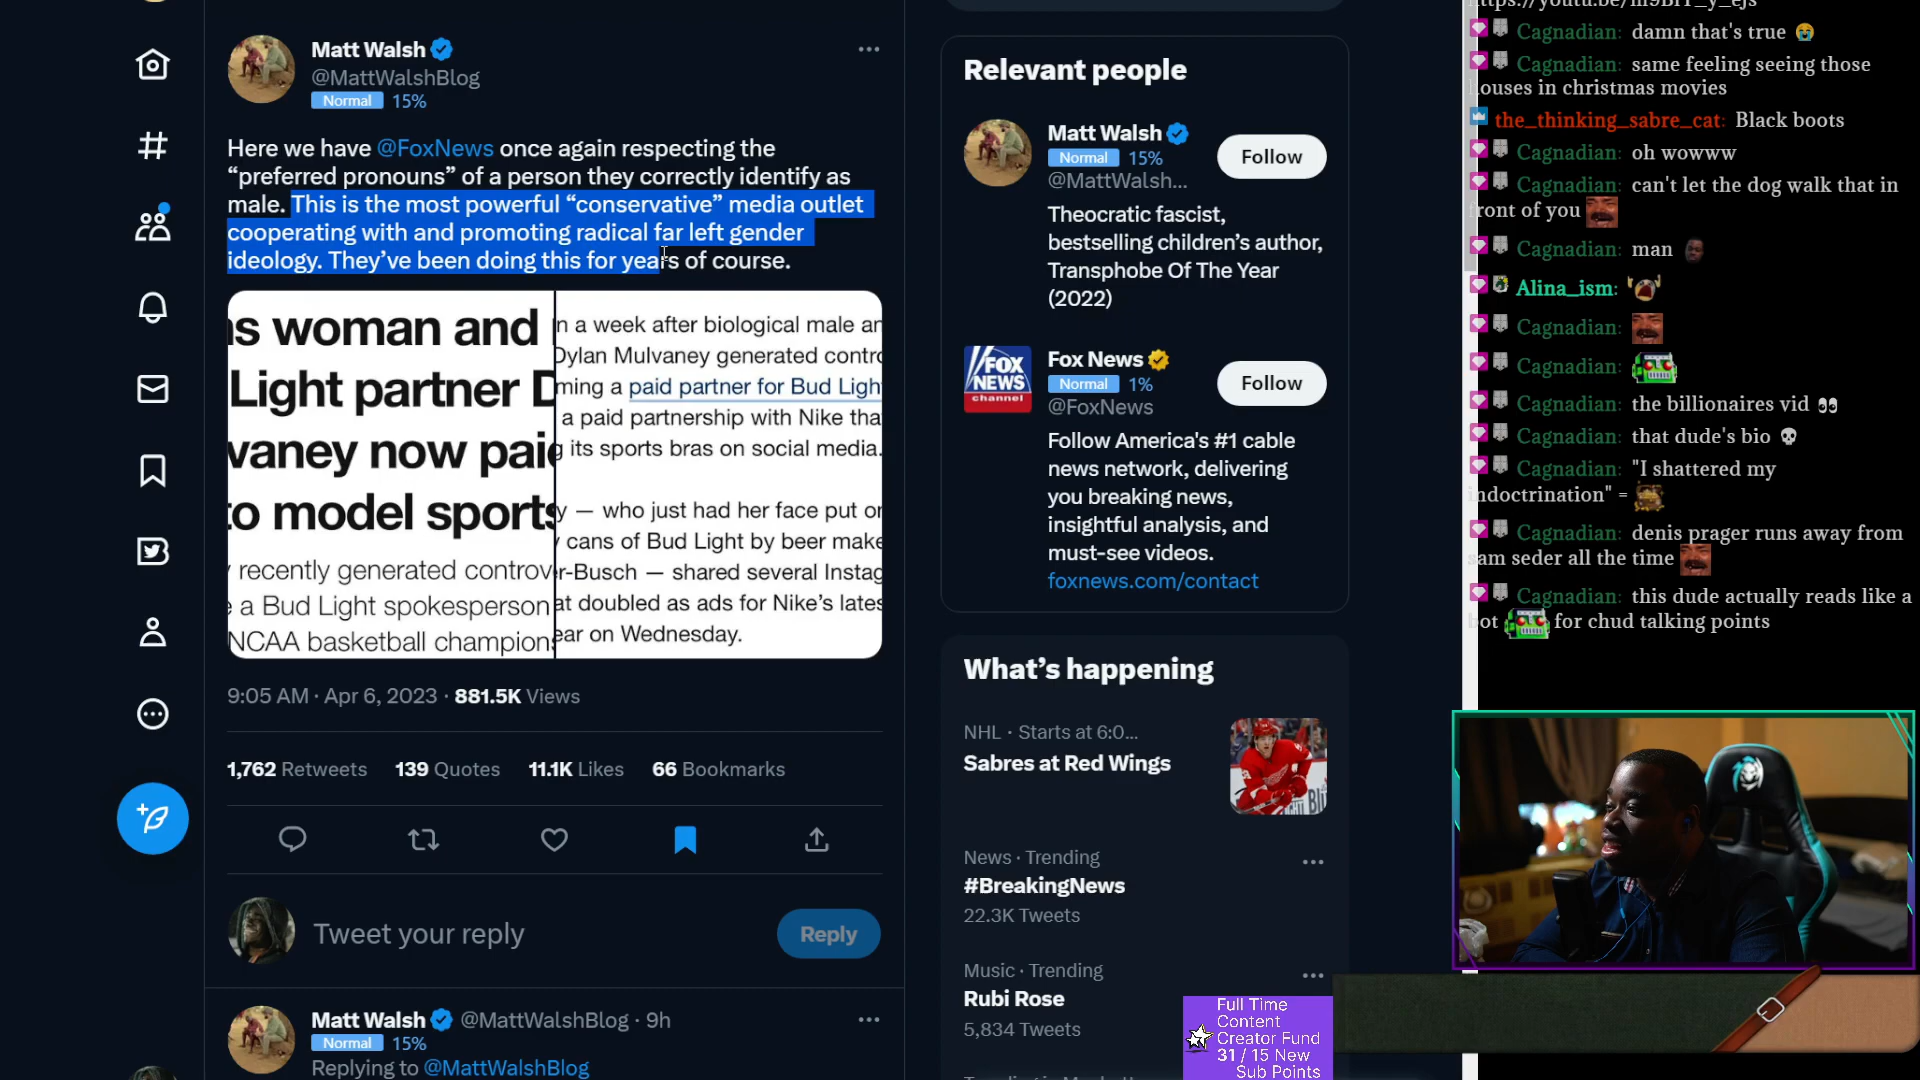 Matt Walsh
@MattWalshBlog
Normal 15%
Here we have @FoxNews once again respecting the
“preferred pronouns” of a person they correctly identify as
male. This is the most powerful “conservative” media outlet
cooperating with and promoting radical far left gender
ideology. They’ve been doing this for years of course.
s woman and
Light partner D
vaney now paid
to model sports
recently generated controv
e a Bud Light spokesperson
NCAA basketball champions
n a week after biological male an
Dylan Mulvaney generated contro
ming a paid partner for Bud Light
a paid partnership with Nike tha
g its sports bras on social media.
y — who just had her face put on
cans of Bud Light by beer make
r-Busch — shared several Instag
at doubled as ads for Nike’s lates
ear on Wednesday.
9:05 AM · Apr 6, 2023 · 881.5K Views
1,762 Retweets 139 Quotes 11.1K Likes 66 Bookmarks
Tweet your reply
Reply
Matt Walsh @MattWalshBlog · 9h
Normal 15%
Replying to @MattWalshBlog
Relevant people
Matt Walsh
Normal 15%
@MattWalsh...
Follow
Theocratic fascist,
bestselling children’s author,
Transphobe Of The Year
(2022)
FOX
NEWS
channel
Fox News
Normal 1%
@FoxNews
Follow
Follow America's #1 cable
news network, delivering
you breaking news,
insightful analysis, and
must-see videos.
foxnews.com/contact
What’s happening
NHL · Starts at 6:0...
Sabres at Red Wings
News · Trending
#BreakingNews
22.3K Tweets
Music · Trending
Rubi Rose
5,834 Tweets
Full Time
Content
Creator Fund
31 / 15 New
Sub Points
Cagnadian: damn that's true
Cagnadian: same feeling seeing those
houses in christmas movies
the_thinking_sabre_cat: Black boots
Cagnadian: oh wowww
Cagnadian: can't let the dog walk that in
front of you
Cagnadian: man
Alina_ism:
Cagnadian:
Cagnadian:
Cagnadian: the billionaires vid
Cagnadian: that dude's bio
Cagnadian: "I shattered my
indoctrination" =
Cagnadian: denis prager runs away from
sam seder all the time
Cagnadian: this dude actually reads like a
bot for chud talking points